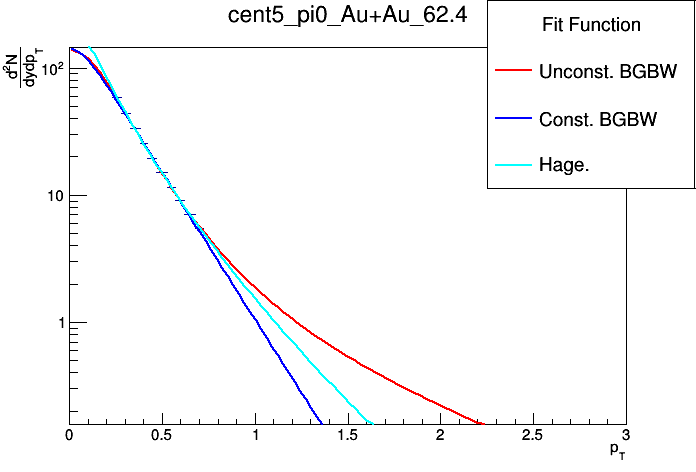 cent5_pi0_Au+Au_62.4
Fit Function
Unconst. BGBW
Const. BGBW
Hage.
d²N
dydp_T
10²
10
1
0 0.5 1 1.5 2 2.5 3
p_T